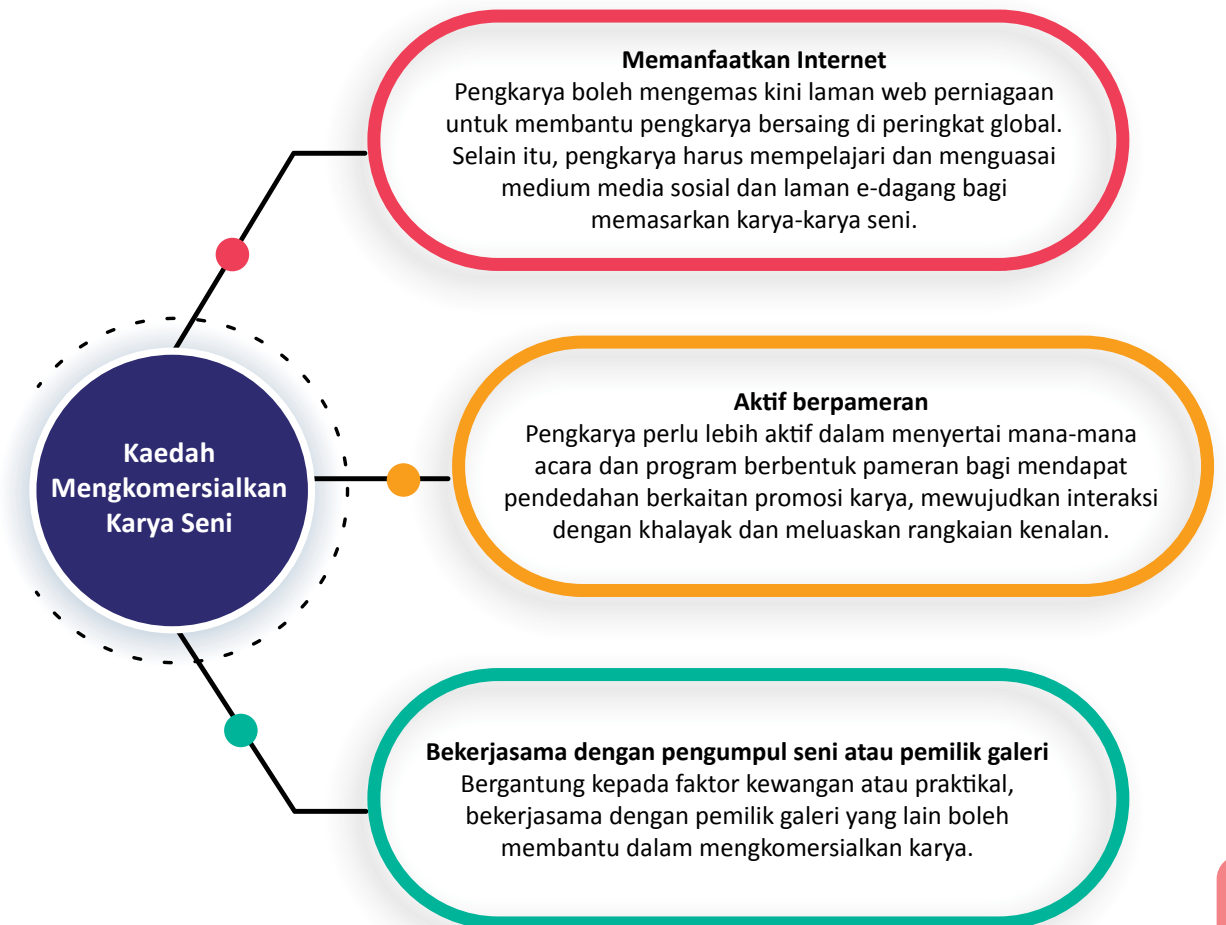 Memanfaatkan Internet
Pengkarya boleh mengemas kini laman web perniagaan
untuk membantu pengkarya bersaing di peringkat global.
Selain itu, pengkarya harus mempelajari dan menguasai
medium media sosial dan laman e-dagang bagi
memasarkan karya-karya seni.
Kaedah
Mengkomersialkan
Karya Seni
Aktif berpameran
Pengkarya perlu lebih aktif dalam menyertai mana-mana
acara dan program berbentuk pameran bagi mendapat
pendedahan berkaitan promosi karya, mewujudkan interaksi
dengan khalayak dan meluaskan rangkaian kenalan.
Bekerjasama dengan pengumpul seni atau pemilik galeri
Bergantung kepada faktor kewangan atau praktikal,
bekerjasama dengan pemilik galeri yang lain boleh
membantu dalam mengkomersialkan karya.